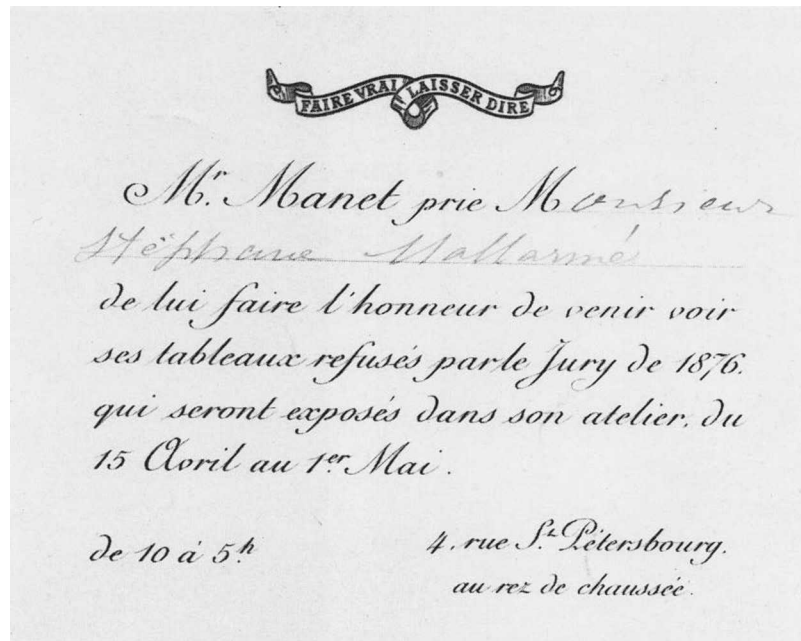 FAIRE VRAI LAISSER DIRE
Mr. Manet prie Monsieur
Stéphane Mallarmé
de lui faire l'honneur de venir voir
ses tableaux refusés par le Jury de 1876.
qui seront exposés dans son atelier, du
15 Avril au 1er. Mai.
de 10 à 5h.
4, rue St. Pétersbourg.
au rez de chaussée.